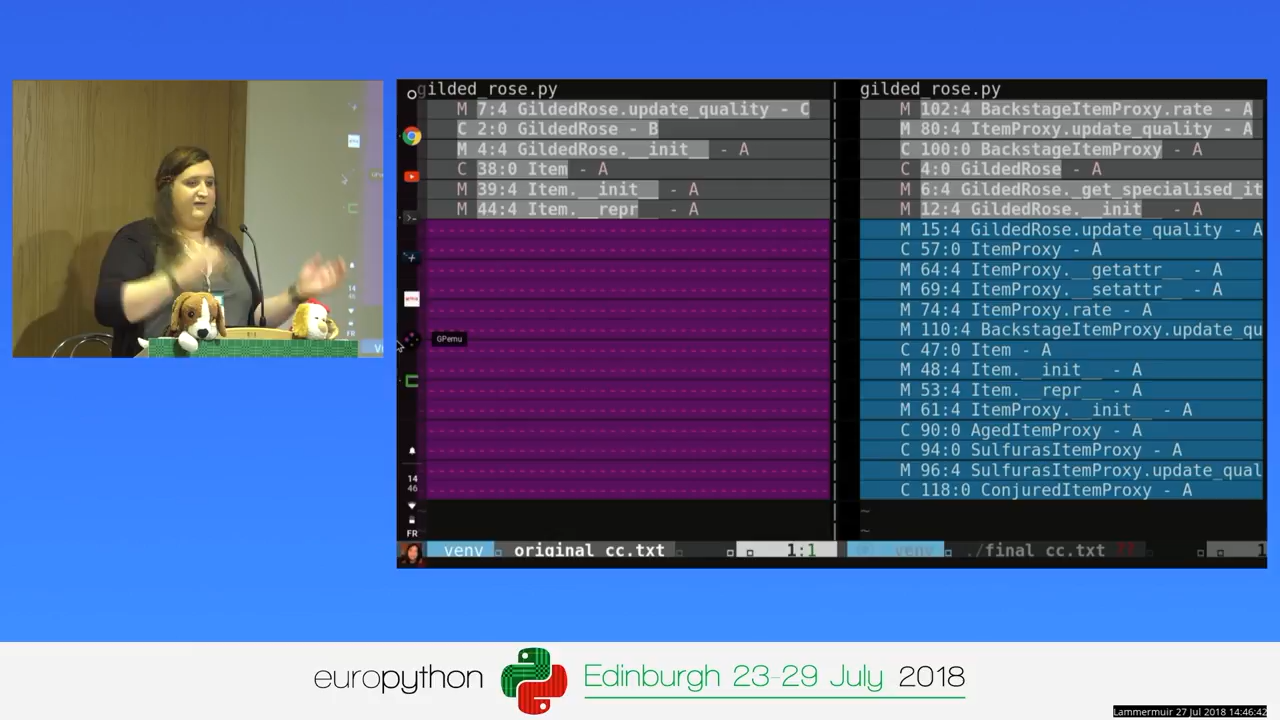 gilded_rose.py
M 7:4 GildedRose.update_quality - C
C 2:0 GildedRose - B
M 4:4 GildedRose.__init__ - A
C 38:0 Item - A
M 39:4 Item.__init__ - A
M 44:4 Item.__repr__ - A
GPemu
14
46
FR
venv original_cc.txt 1:1
gilded_rose.py
M 102:4 BackstageItemProxy.rate - A
M 80:4 ItemProxy.update_quality - A
C 100:0 BackstageItemProxy - A
C 4:0 GildedRose - A
M 6:4 GildedRose._get_specialised_it
M 12:4 GildedRose.__init__ - A
M 15:4 GildedRose.update_quality - A
C 57:0 ItemProxy - A
M 64:4 ItemProxy.__getattr__ - A
M 69:4 ItemProxy.__setattr__ - A
M 74:4 ItemProxy.rate - A
M 110:4 BackstageItemProxy.update_qu
C 47:0 Item - A
M 48:4 Item.__init__ - A
M 53:4 Item.__repr__ - A
M 61:4 ItemProxy.__init__ - A
C 90:0 AgedItemProxy - A
C 94:0 SulfurasItemProxy - A
M 96:4 SulfurasItemProxy.update_qual
C 118:0 ConjuredItemProxy - A
~
~
venv ./final_cc.txt 1
europython Edinburgh 23-29 July 2018
Lammermuir 27 Jul 2018 14:46:42